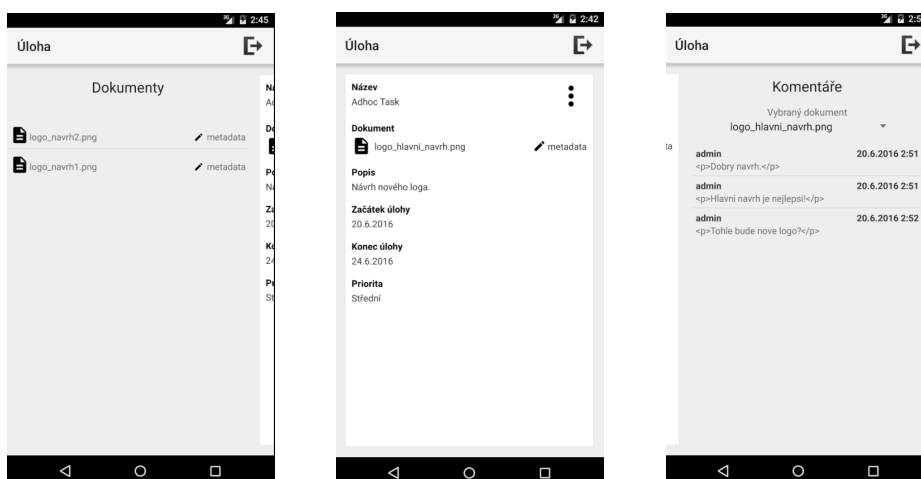 3G 2:45
Úloha
Dokumenty
logo_navrh2.png metadata
logo_navrh1.png metadata
3G 2:42
Úloha
Název
Adhoc Task
Dokument
logo_hlavni_navrh.png metadata
Popis
Návrh nového loga.
Začátek úlohy
20.6.2016
Konec úlohy
24.6.2016
Priorita
Střední
3G
Úloha
Komentáře
Vybraný dokument
logo_hlavni_navrh.png
admin 20.6.2016 2:51
<p>Dobry navrh.</p>
admin 20.6.2016 2:51
<p>Hlavni navrh je nejlepsi!</p>
admin 20.6.2016 2:52
<p>Tohle bude nove logo?</p>